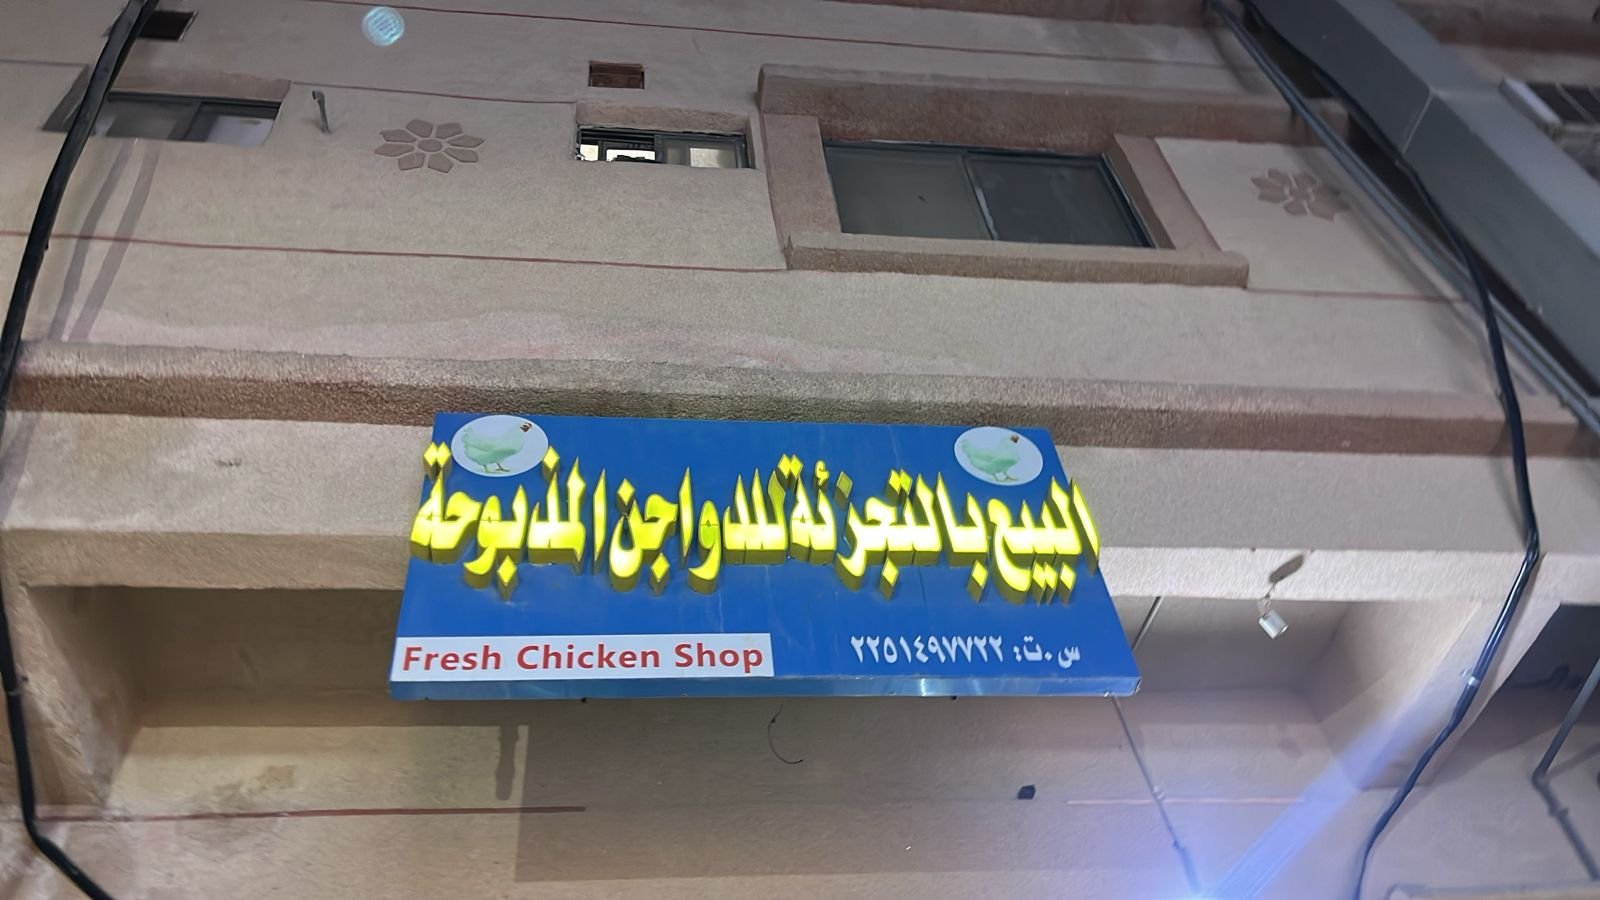 البيع بالتجزئة للدواجن المذبوحة
س.ت: ٢٢٥١٤٩٧٧٢٢
Fresh Chicken Shop